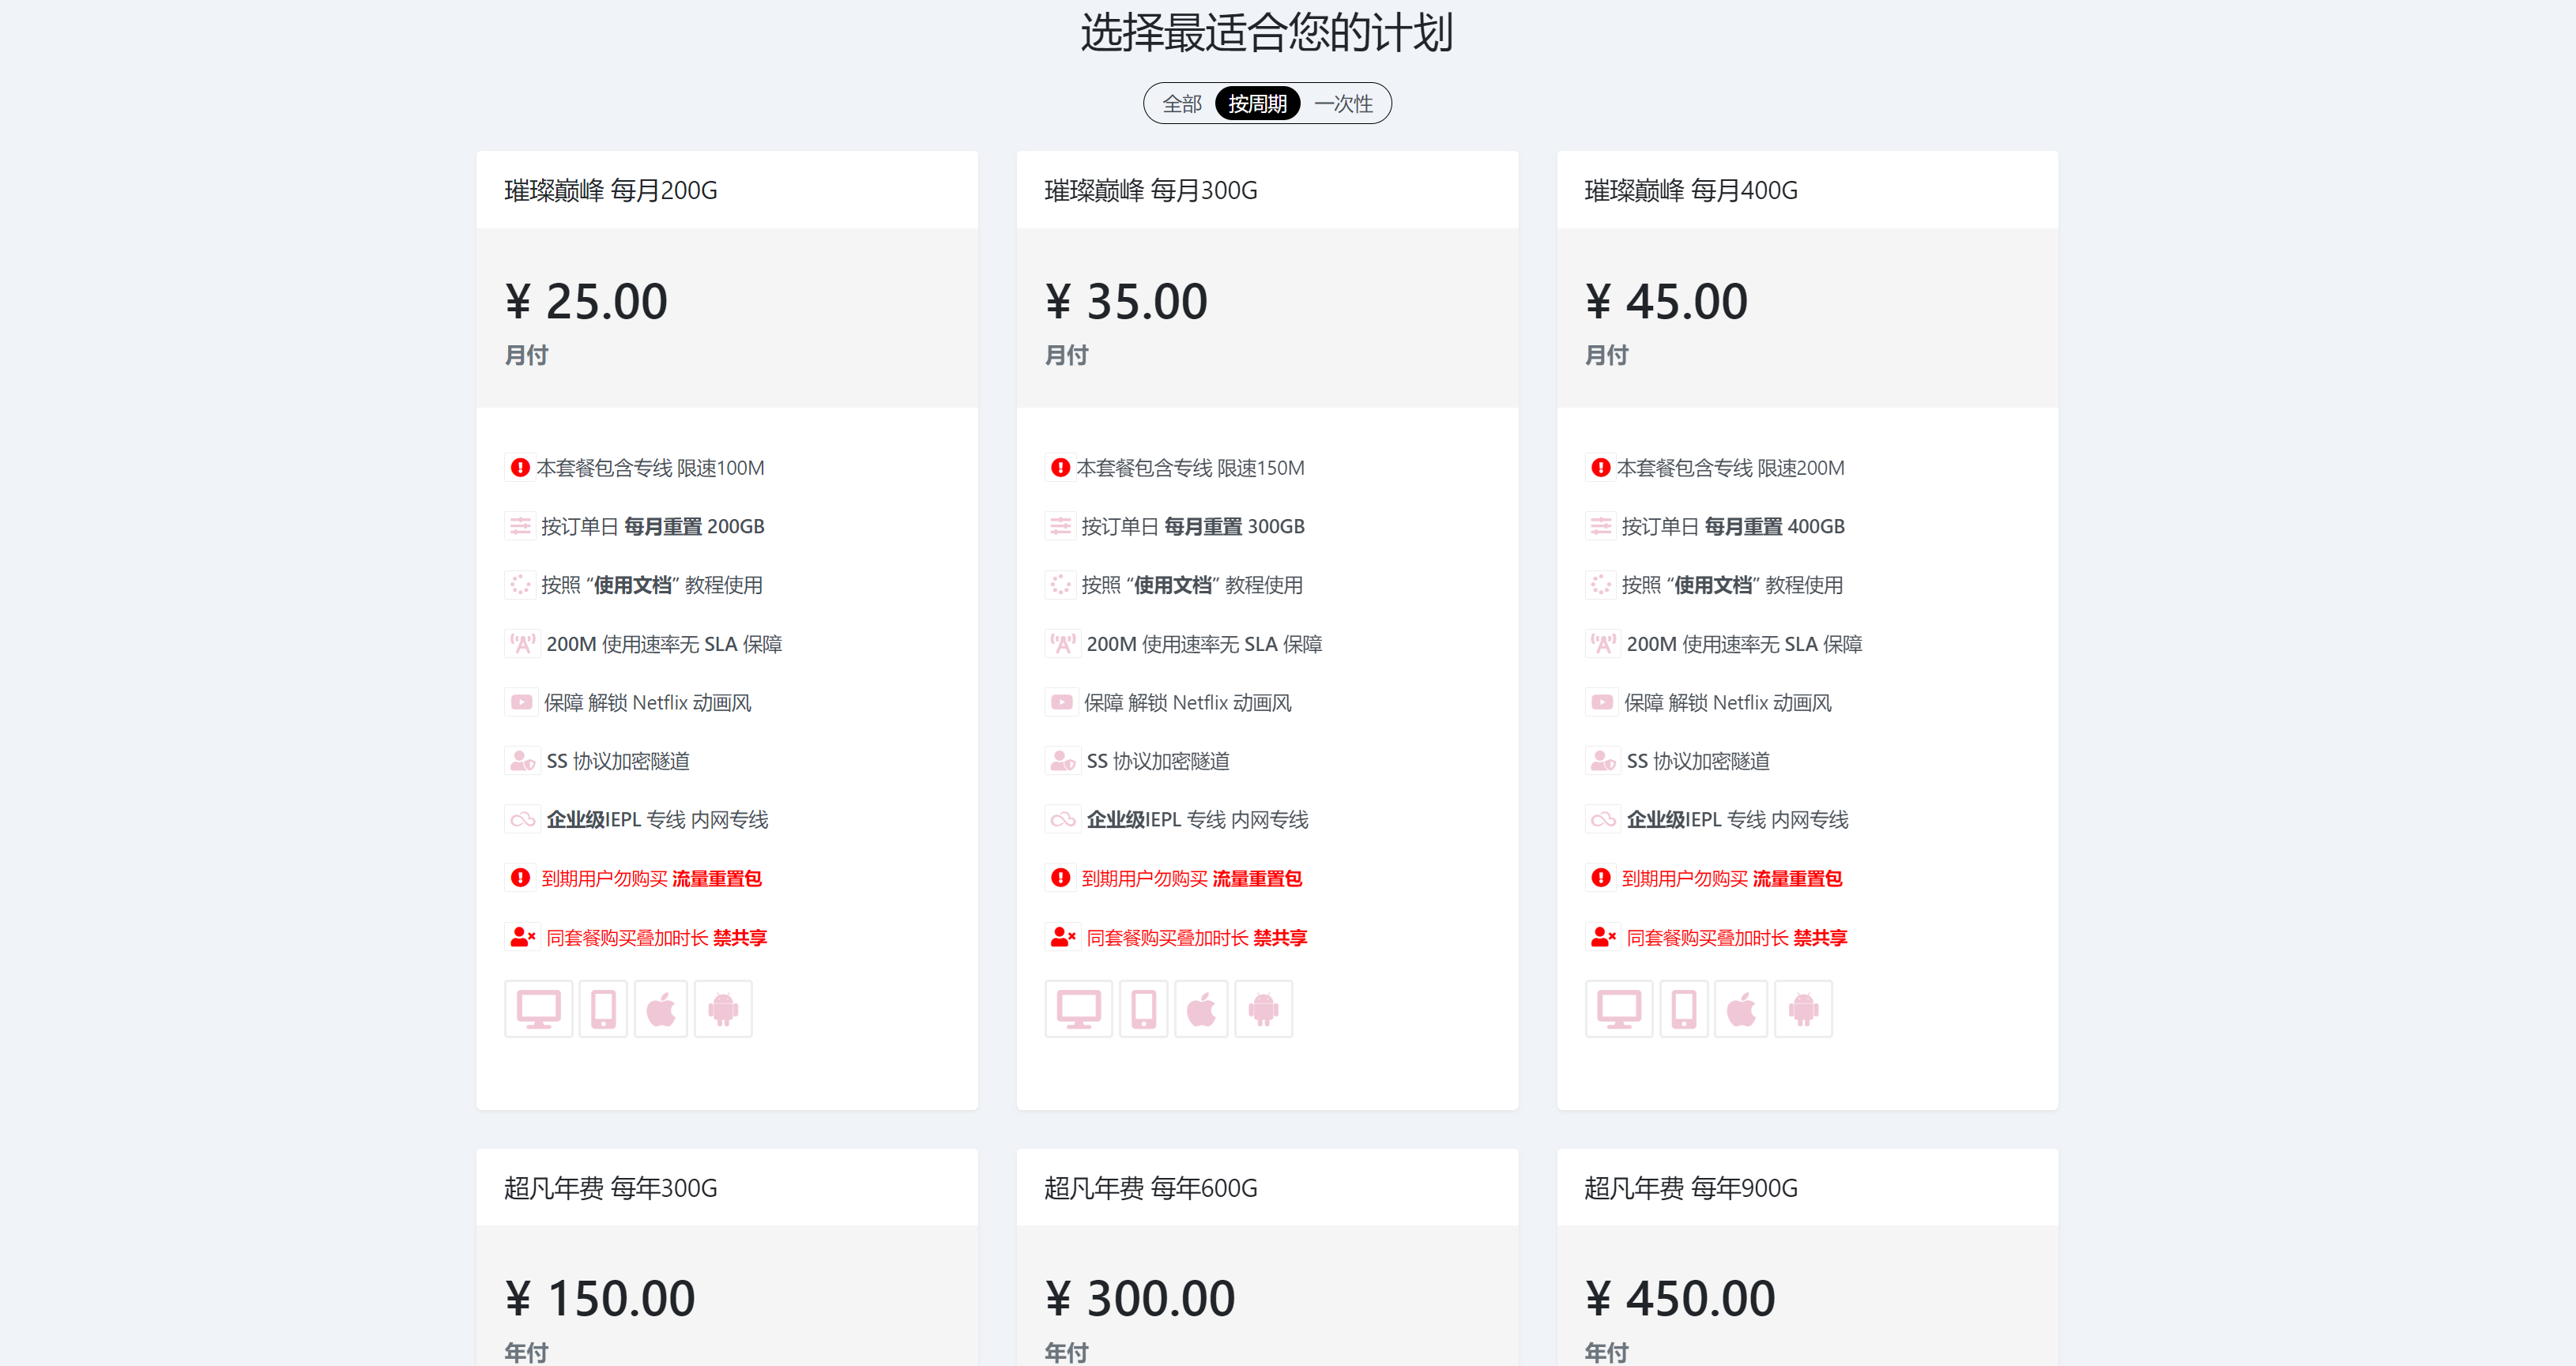 选择最适合您的计划
全部 按周期 一次性
璀璨巅峰 每月200G
¥ 25.00
月付
本套餐包含专线 限速100M
按订单日 每月重置 200GB
按照 “使用文档” 教程使用
200M 使用速率无 SLA 保障
保障 解锁 Netflix 动画风
SS 协议加密隧道
企业级IEPL 专线 内网专线
到期用户勿购买 流量重置包
同套餐购买叠加时长 禁共享
璀璨巅峰 每月300G
¥ 35.00
月付
本套餐包含专线 限速150M
按订单日 每月重置 300GB
按照 “使用文档” 教程使用
200M 使用速率无 SLA 保障
保障 解锁 Netflix 动画风
SS 协议加密隧道
企业级IEPL 专线 内网专线
到期用户勿购买 流量重置包
同套餐购买叠加时长 禁共享
璀璨巅峰 每月400G
¥ 45.00
月付
本套餐包含专线 限速200M
按订单日 每月重置 400GB
按照 “使用文档” 教程使用
200M 使用速率无 SLA 保障
保障 解锁 Netflix 动画风
SS 协议加密隧道
企业级IEPL 专线 内网专线
到期用户勿购买 流量重置包
同套餐购买叠加时长 禁共享
超凡年费 每年300G
¥ 150.00
年付
超凡年费 每年600G
¥ 300.00
年付
超凡年费 每年900G
¥ 450.00
年付